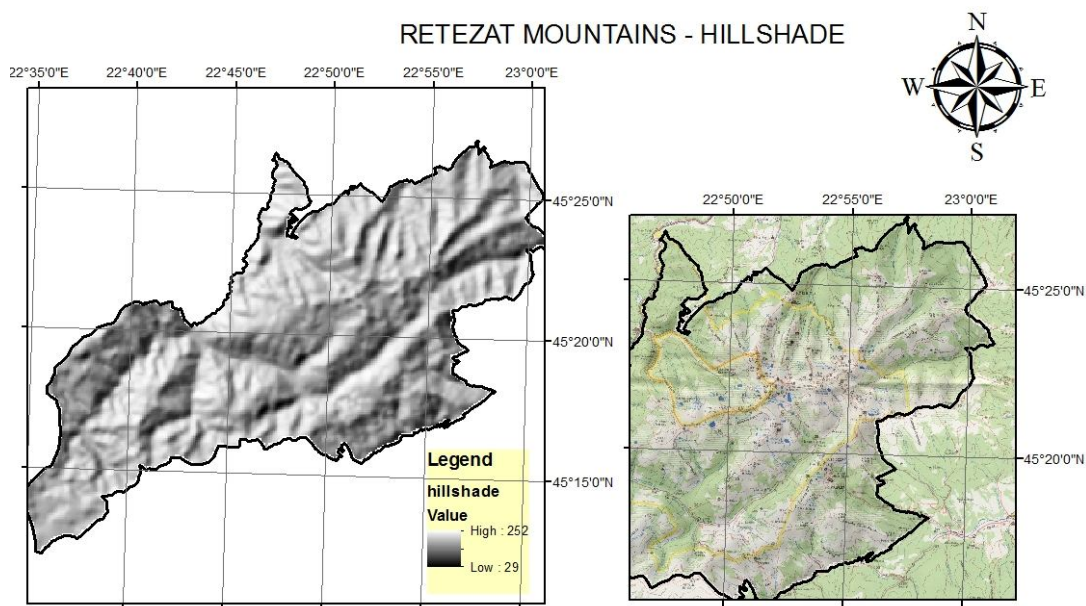 RETEZAT MOUNTAINS - HILLSHADE
N
W E
S
22°35'0"E 22°40'0"E 22°45'0"E 22°50'0"E 22°55'0"E 23°0'0"E
45°25'0"N
45°20'0"N
45°15'0"N
Legend
hillshade
Value
High : 252
Low : 29
22°50'0"E 22°55'0"E 23°0'0"E
45°25'0"N
45°20'0"N